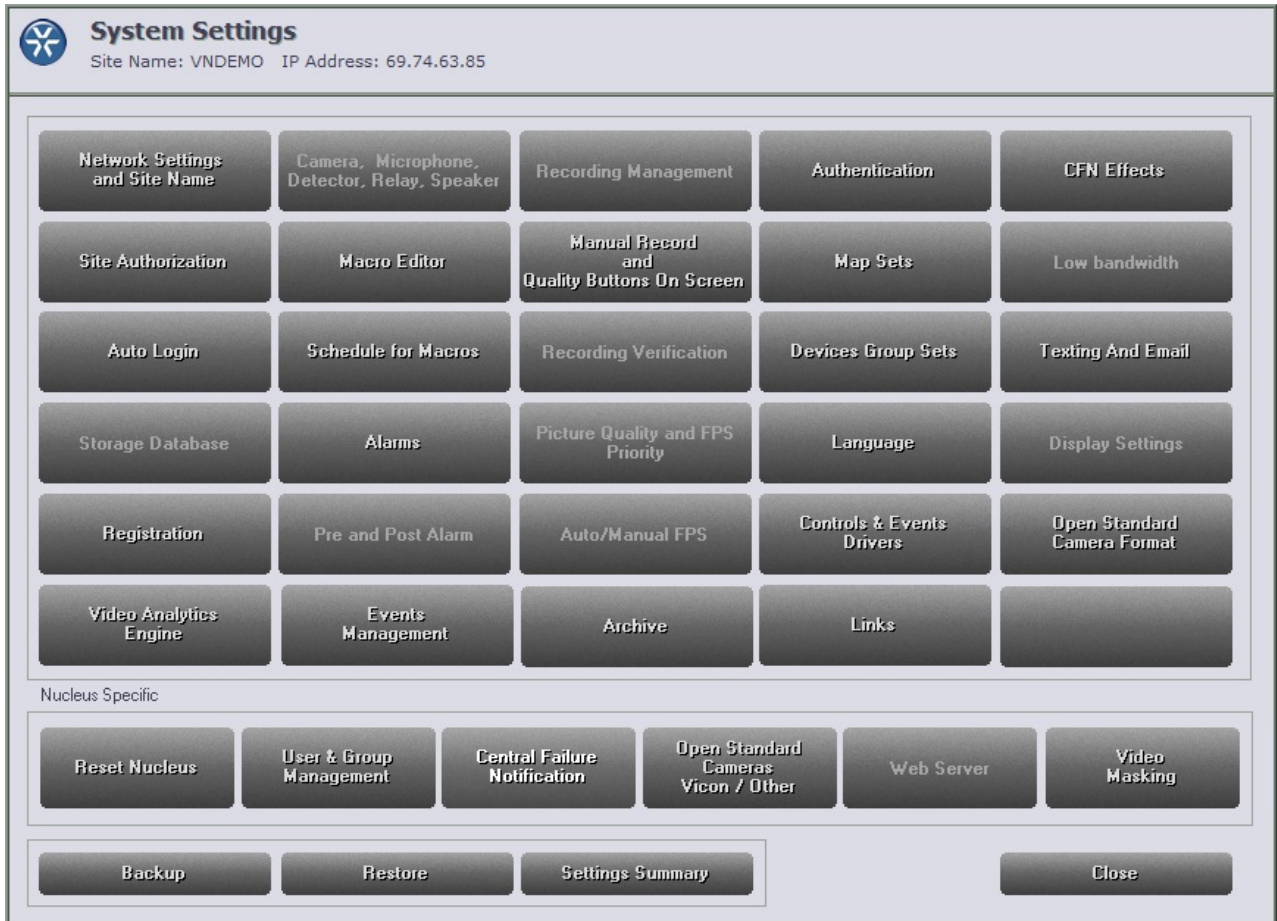 System Settings
Site Name: VNDEMO IP Address: 69.74.63.85
Network Settings
and Site Name
Camera, Microphone,
Detector, Relay, Speaker
Recording Management
Authentication
CFN Effects
Site Authorization
Macro Editor
Manual Record
and
Quality Buttons On Screen
Map Sets
Low bandwidth
Auto Login
Schedule for Macros
Recording Verification
Devices Group Sets
Texting And Email
Storage Database
Alarms
Picture Quality and FPS
Priority
Language
Display Settings
Registration
Pre and Post Alarm
Auto/Manual FPS
Controls & Events
Drivers
Open Standard
Camera Format
Video Analytics
Engine
Events
Management
Archive
Links
Nucleus Specific
Reset Nucleus
User & Group
Management
Central Failure
Notification
Open Standard
Cameras
Vicon / Other
Web Server
Video
Masking
Backup
Restore
Settings Summary
Close